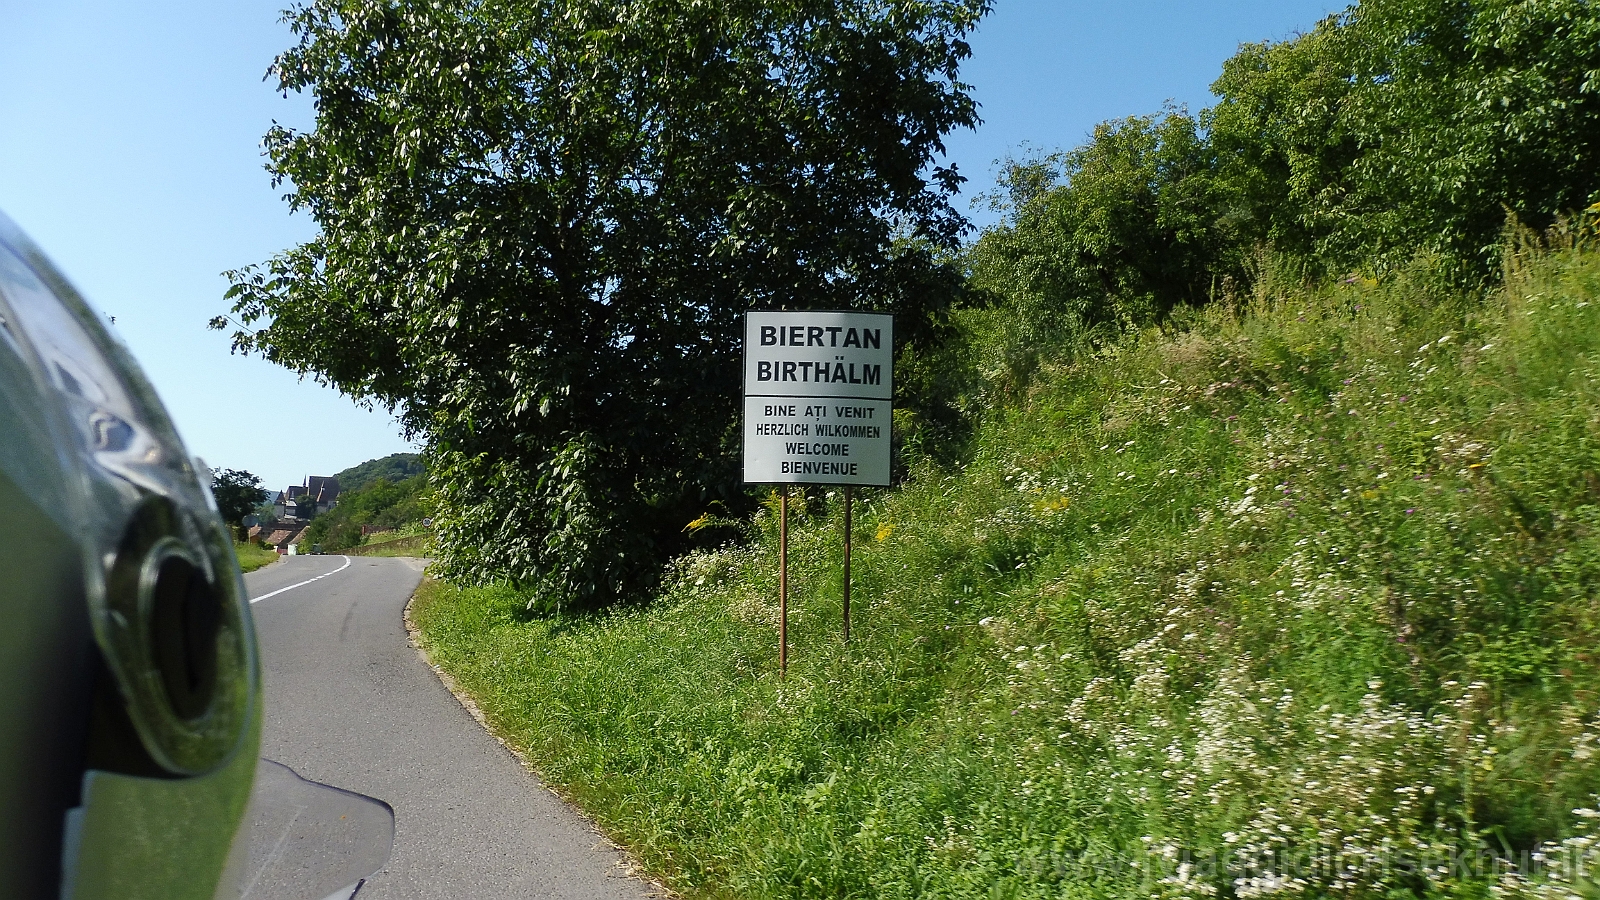 BIERTAN
BIRTHÄLM
BINE AȚI VENIT
HERZLICH WILKOMMEN
WELCOME
BIENVENUE